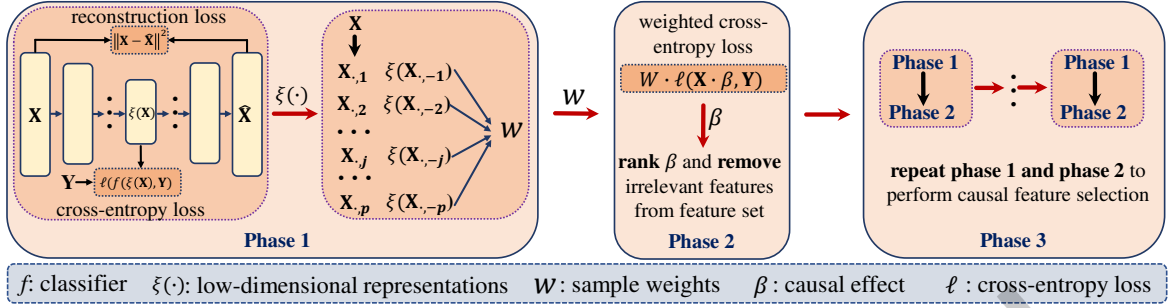 reconstruction loss
‖X − X̂‖²
X
ξ(X)
X̂
Y
ℓ(f(ξ(X), Y)
cross-entropy loss
ξ(·)
X
X.,1 ξ(X.,−1)
X.,2 ξ(X.,−2)
...
X.,j ξ(X.,−j)
...
X.,p ξ(X.,−p)
W
Phase 1
W
weighted cross-
entropy loss
W · ℓ(X · β, Y)
β
rank β and remove
irrelevant features
from feature set
Phase 2
Phase 1
Phase 2
Phase 1
Phase 2
repeat phase 1 and phase 2 to
perform causal feature selection
Phase 3
f: classifier ξ(·): low-dimensional representations W: sample weights β: causal effect ℓ : cross-entropy loss